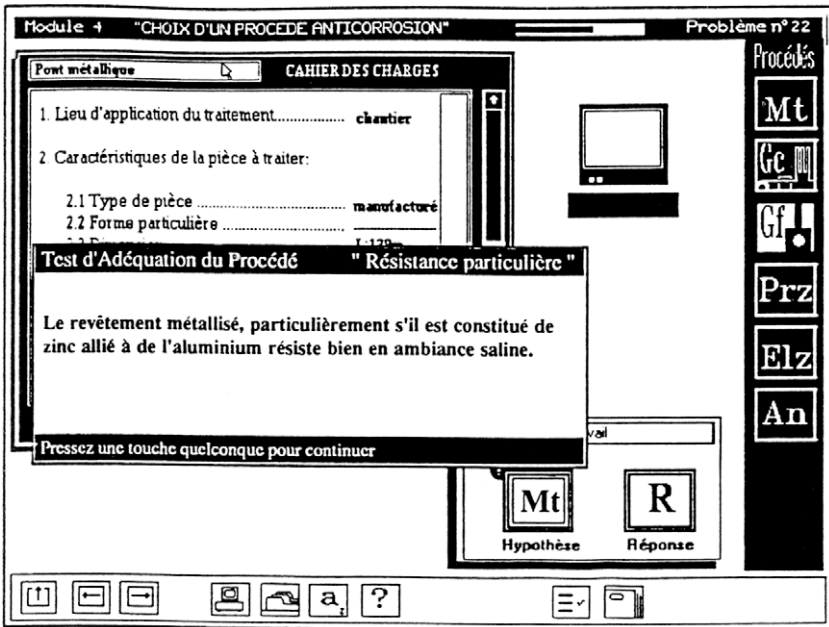 Module 4 "CHOIX D'UN PROCEDE ANTICORROSION" Problème n° 22
Procédés
Pont métallique
CAHIER DES CHARGES
1. Lieu d'application du traitement................... chantier
2. Caractéristiques de la pièce à traiter:
2.1 Type de pièce ............................... manufacturé
2.2 Forme particulière .........................
Test d'Adéquation du Procédé " Résistance particulière "
Le revêtement métallisé, particulièrement s'il est constitué de
zinc allié à de l'aluminium résiste bien en ambiance saline.
Pressez une touche quelconque pour continuer
Mt
Gc
Gf
Prz
Elz
An
Mt
Hypothèse
R
Réponse
a
?